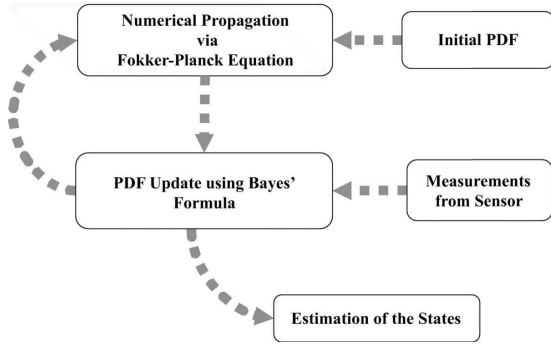 Numerical Propagation
via
Fokker-Planck Equation
Initial PDF
PDF Update using Bayes’
Formula
Measurements
from Sensor
Estimation of the States